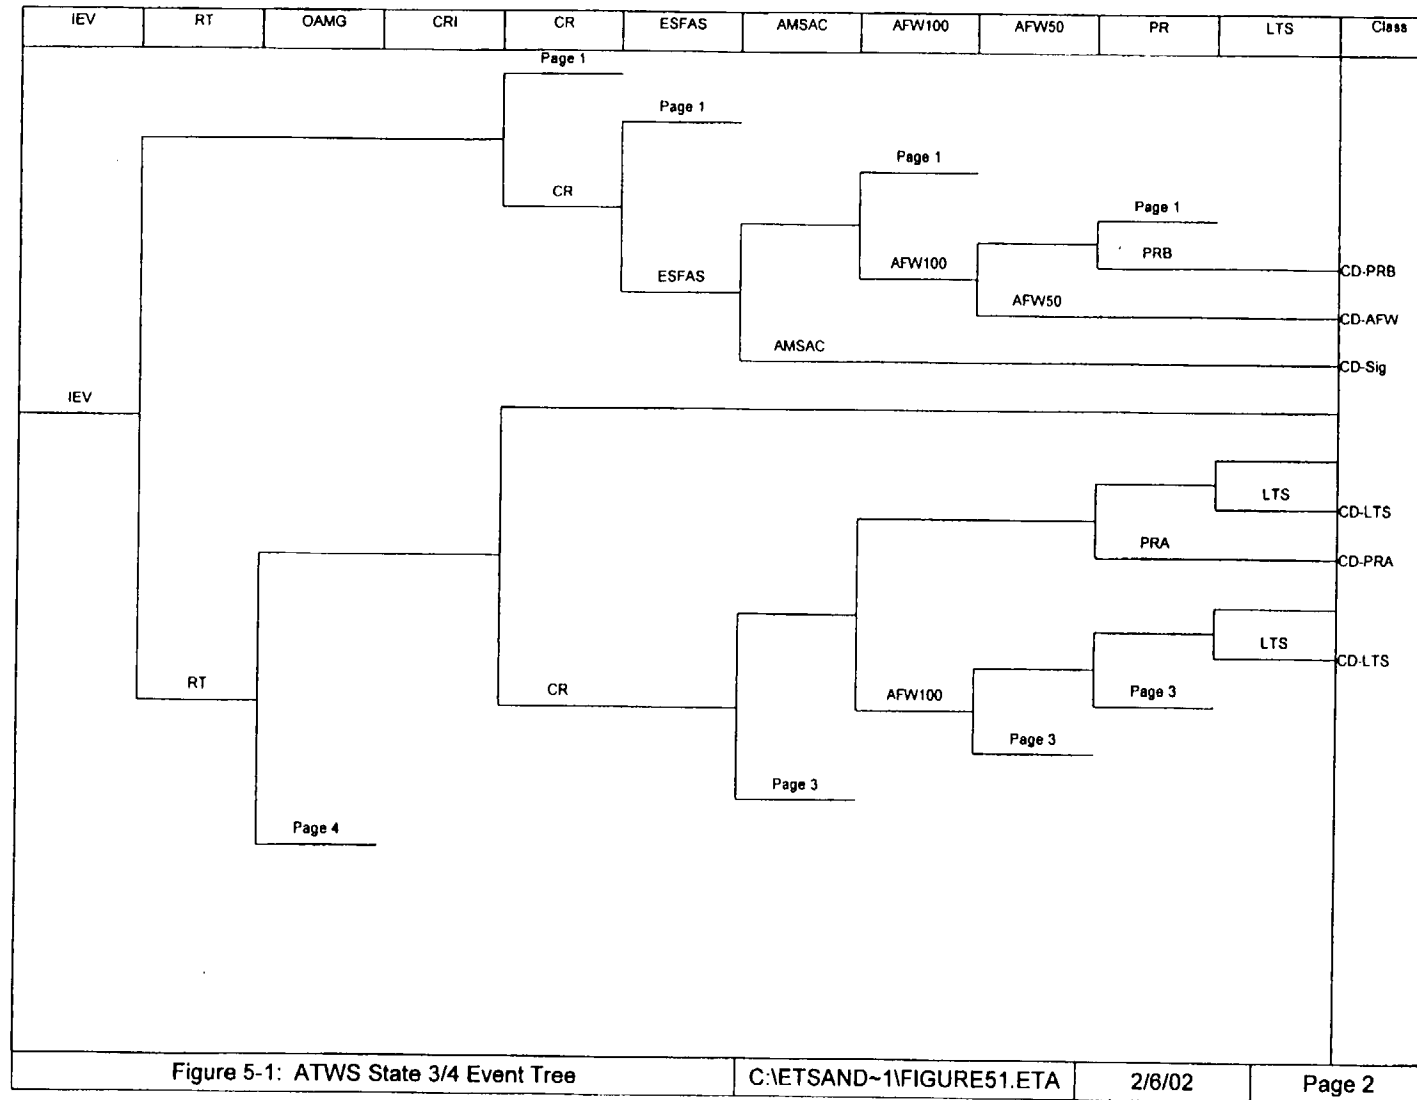 IEV RT OAMG CRI CR ESFAS AMSAC AFW100 AFW50 PR LTS Class
Page 1
Page 1
Page 1
CR
Page 1
PRB
AFW100
CD-PRB
ESFAS
AFW50
CD-AFW
AMSAC
CD-Sig
IEV
LTS
CD-LTS
PRA
CD-PRA
LTS
CD-LTS
RT
CR
AFW100
Page 3
Page 3
Page 3
Page 4
Figure 5-1: ATWS State 3/4 Event Tree C:\ETSAND~1\FIGURE51.ETA 2/6/02 Page 2